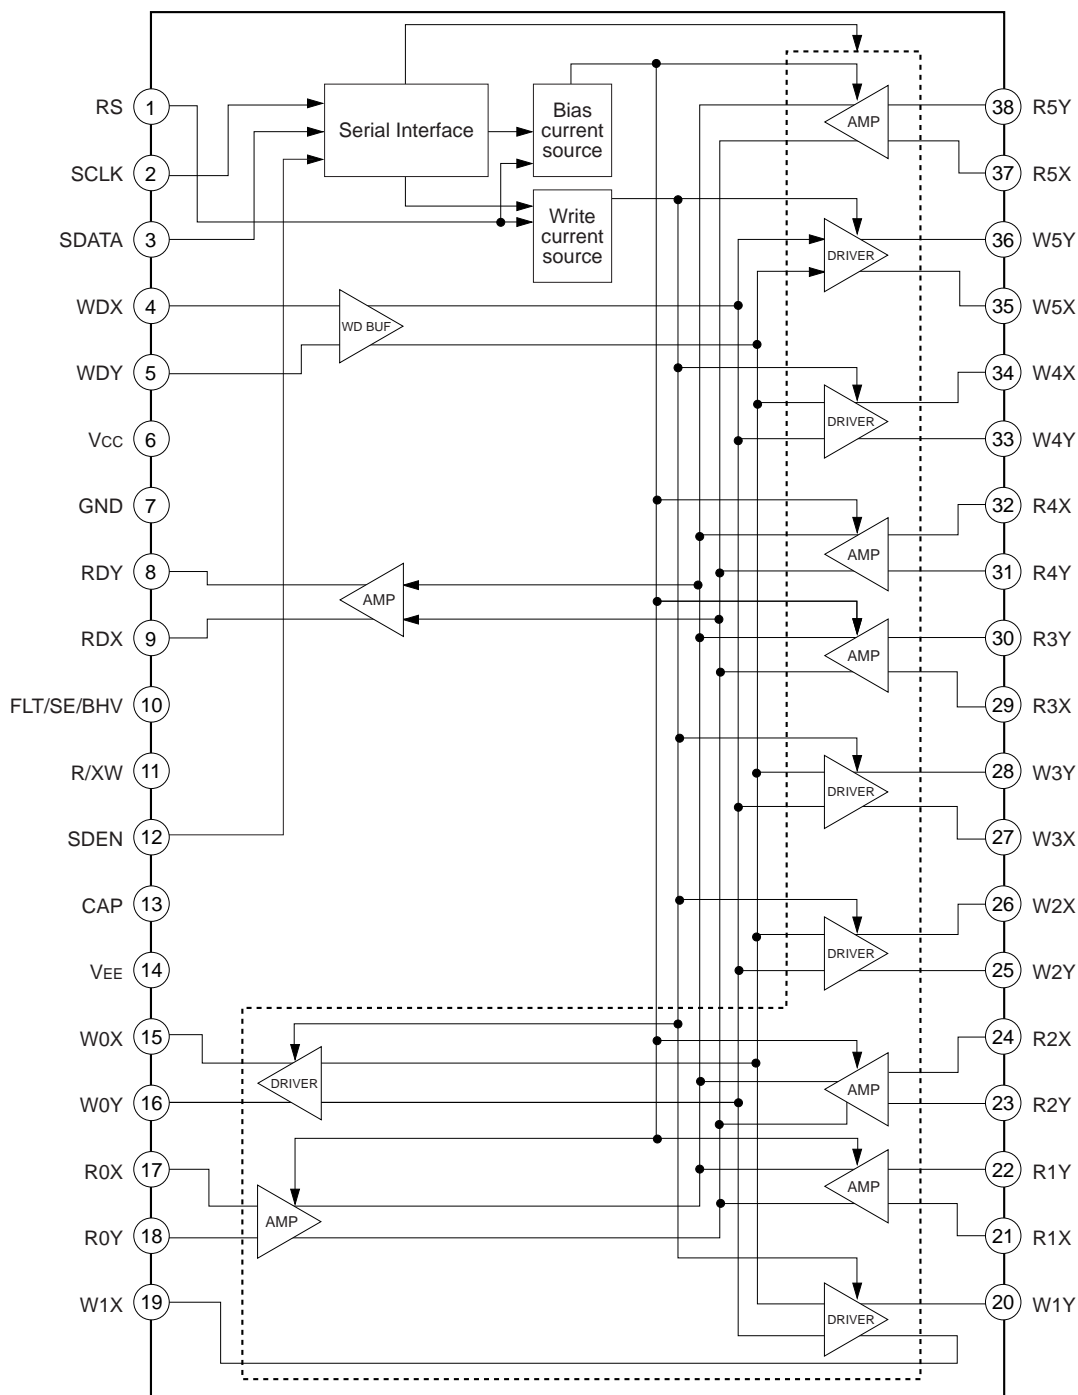 RS 1
SCLK 2
SDATA 3
WDX 4
WDY 5
VCC 6
GND 7
RDY 8
RDX 9
FLT/SE/BHV 10
R/XW 11
SDEN 12
CAP 13
VEE 14
W0X 15
W0Y 16
R0X 17
R0Y 18
W1X 19
Serial Interface
Bias
current
source
Write
current
source
WD BUF
AMP
DRIVER
AMP
AMP
DRIVER
DRIVER
AMP
AMP
DRIVER
DRIVER
AMP
AMP
DRIVER
38 R5Y
37 R5X
36 W5Y
35 W5X
34 W4X
33 W4Y
32 R4X
31 R4Y
30 R3Y
29 R3X
28 W3Y
27 W3X
26 W2X
25 W2Y
24 R2X
23 R2Y
22 R1Y
21 R1X
20 W1Y